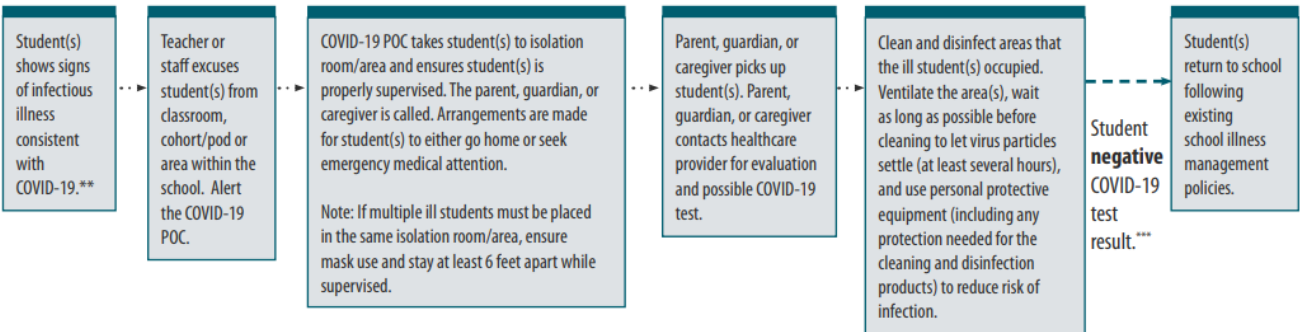 Student(s)
shows signs
of infectious
illness
consistent
with
COVID-19.**
Teacher or
staff excuses
student(s) from
classroom,
cohort/pod or
area within the
school. Alert
the COVID-19
POC.
COVID-19 POC takes student(s) to isolation
room/area and ensures student(s) is
properly supervised. The parent, guardian, or
caregiver is called. Arrangements are made
for student(s) to either go home or seek
emergency medical attention.
Note: If multiple ill students must be placed
in the same isolation room/area, ensure
mask use and stay at least 6 feet apart while
supervised.
Parent, guardian, or
caregiver picks up
student(s). Parent,
guardian, or caregiver
contacts healthcare
provider for evaluation
and possible COVID-19
test.
Clean and disinfect areas that
the ill student(s) occupied.
Ventilate the area(s), wait
as long as possible before
cleaning to let virus particles
settle (at least several hours),
and use personal protective
equipment (including any
protection needed for the
cleaning and disinfection
products) to reduce risk of
infection.
Student
negative
COVID-19
test
result.***
Student(s)
return to school
following
existing
school illness
management
policies.